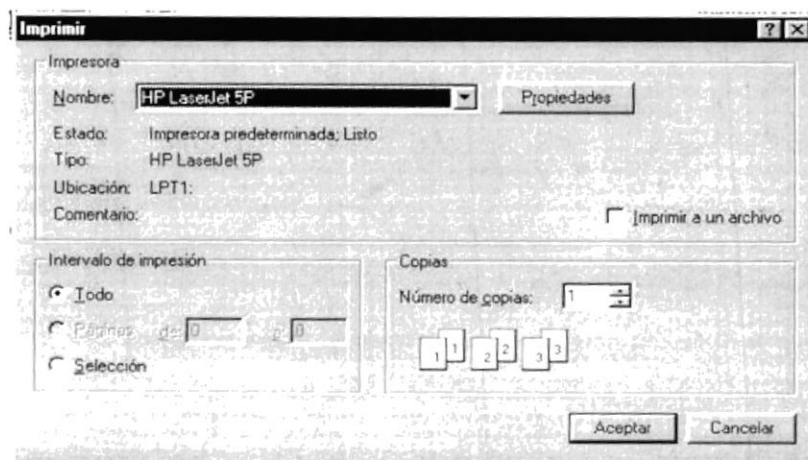 Imprimir
Impresora
Nombre: HP LaserJet 5P Propiedades
Estado: Impresora predeterminada; Listo
Tipo: HP LaserJet 5P
Ubicación: LPT1:
Comentario: Imprimir a un archivo
Intervalo de impresión
Todo
Páginas de: 0 a: 0
Selección
Copias
Número de copias: 1
1 1 2 2 3 3
Aceptar Cancelar